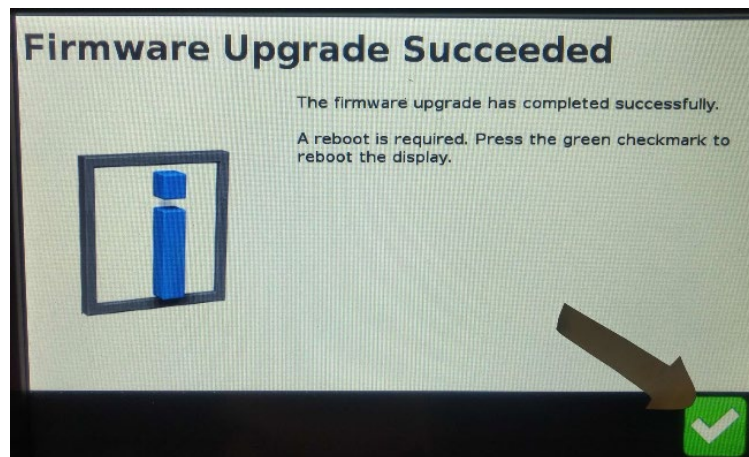 Firmware Upgrade Succeeded
The firmware upgrade has completed successfully.
A reboot is required. Press the green checkmark to
reboot the display.